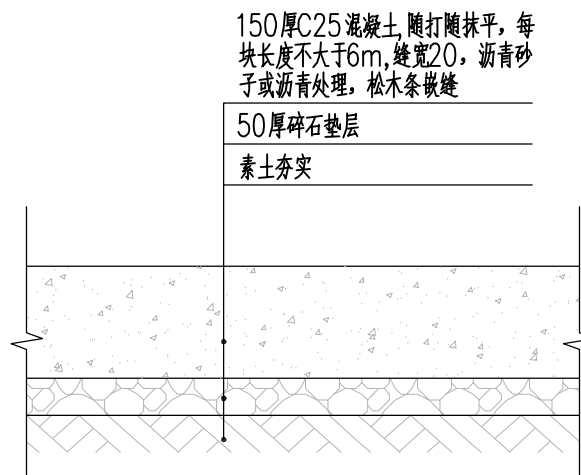 150厚C25混凝土,随打随抹平，每
块长度不大于6m,缝宽20，沥青砂
子或沥青处理，松木条嵌缝
50厚碎石垫层
素土夯实